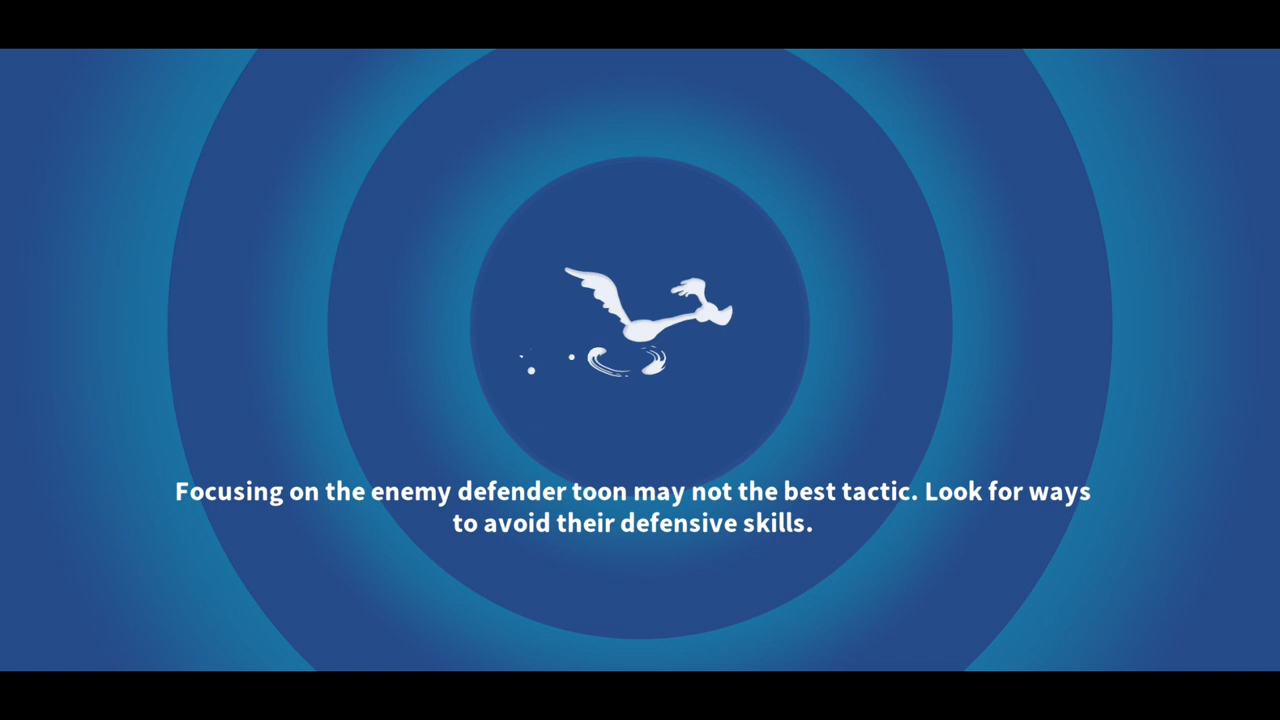 Focusing on the enemy defender toon may not the best tactic. Look for ways
to avoid their defensive skills.